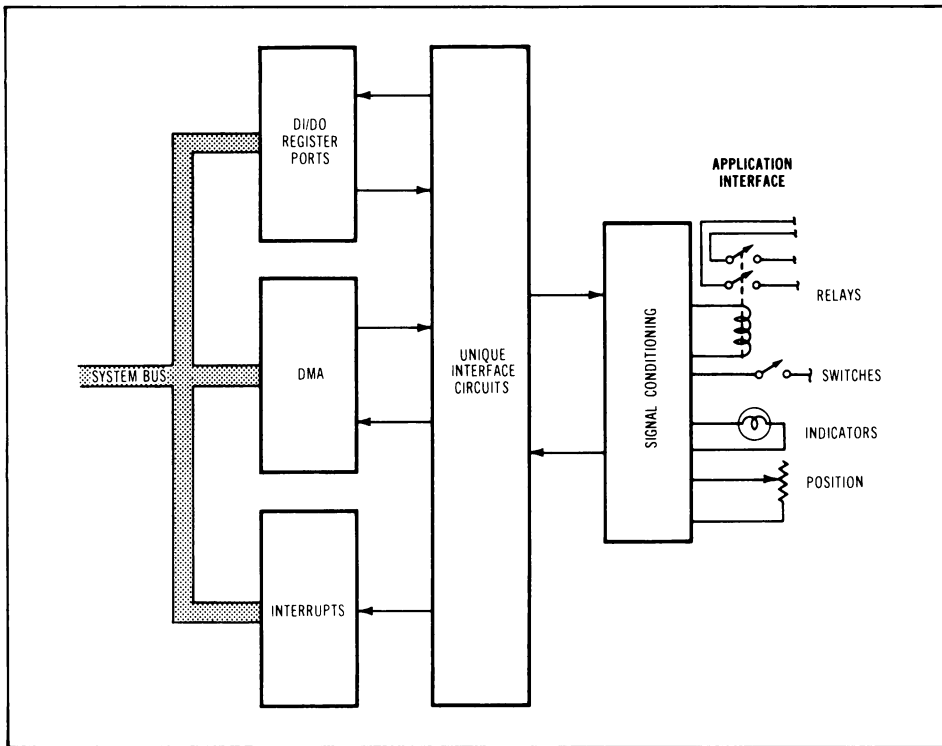 DI/DO
REGISTER
PORTS
APPLICATION
INTERFACE
RELAYS
SYSTEM BUS
DMA
UNIQUE
INTERFACE
CIRCUITS
SIGNAL CONDITIONING
SWITCHES
INDICATORS
POSITION
INTERRUPTS